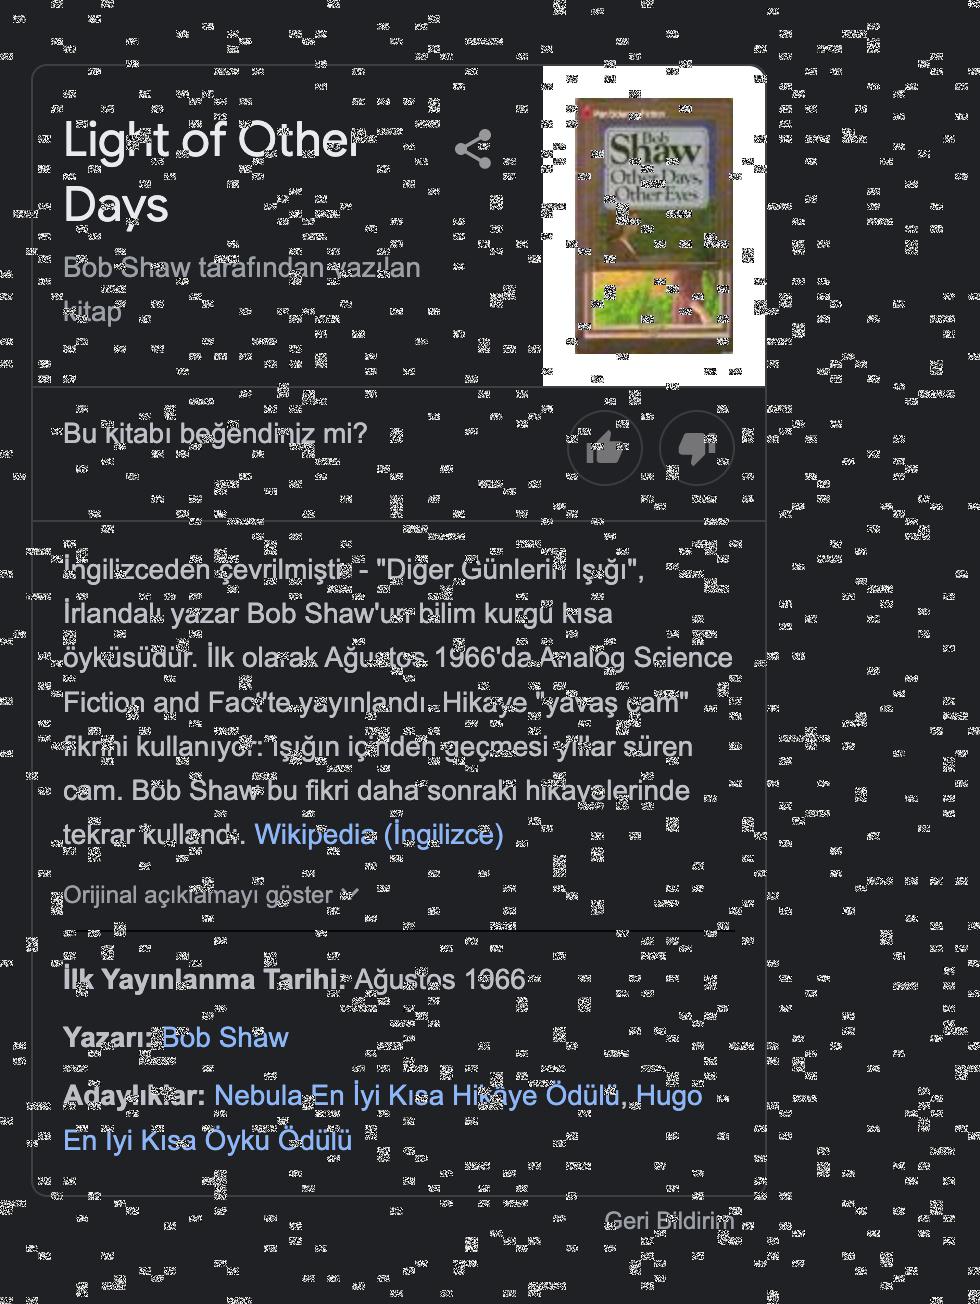 Light of Other
Days
Bob Shaw tarafından yazılan
kitap
Bob
Shaw
Other Days,
Other Eyes
Bu kitabı beğendiniz mi?
İngilizceden çevrilmiştir - "Diğer Günlerin Işığı",
İrlandalı yazar Bob Shaw'un bilim kurgu kısa
öyküsüdür. İlk olarak Ağustos 1966'da Analog Science
Fiction and Fact'te yayınlandı. Hikaye "yavaş cam"
fikrini kullanıyor: ışığın içinden geçmesi yıllar süren
cam. Bob Shaw bu fikri daha sonraki hikayelerinde
tekrar kullandı. Wikipedia (İngilizce)
Orijinal açıklamayı göster
İlk Yayınlanma Tarihi: Ağustos 1966
Yazarı: Bob Shaw
Adaylıklar: Nebula En İyi Kısa Hikaye Ödülü, Hugo
En İyi Kısa Öykü Ödülü
Geri Bildirim